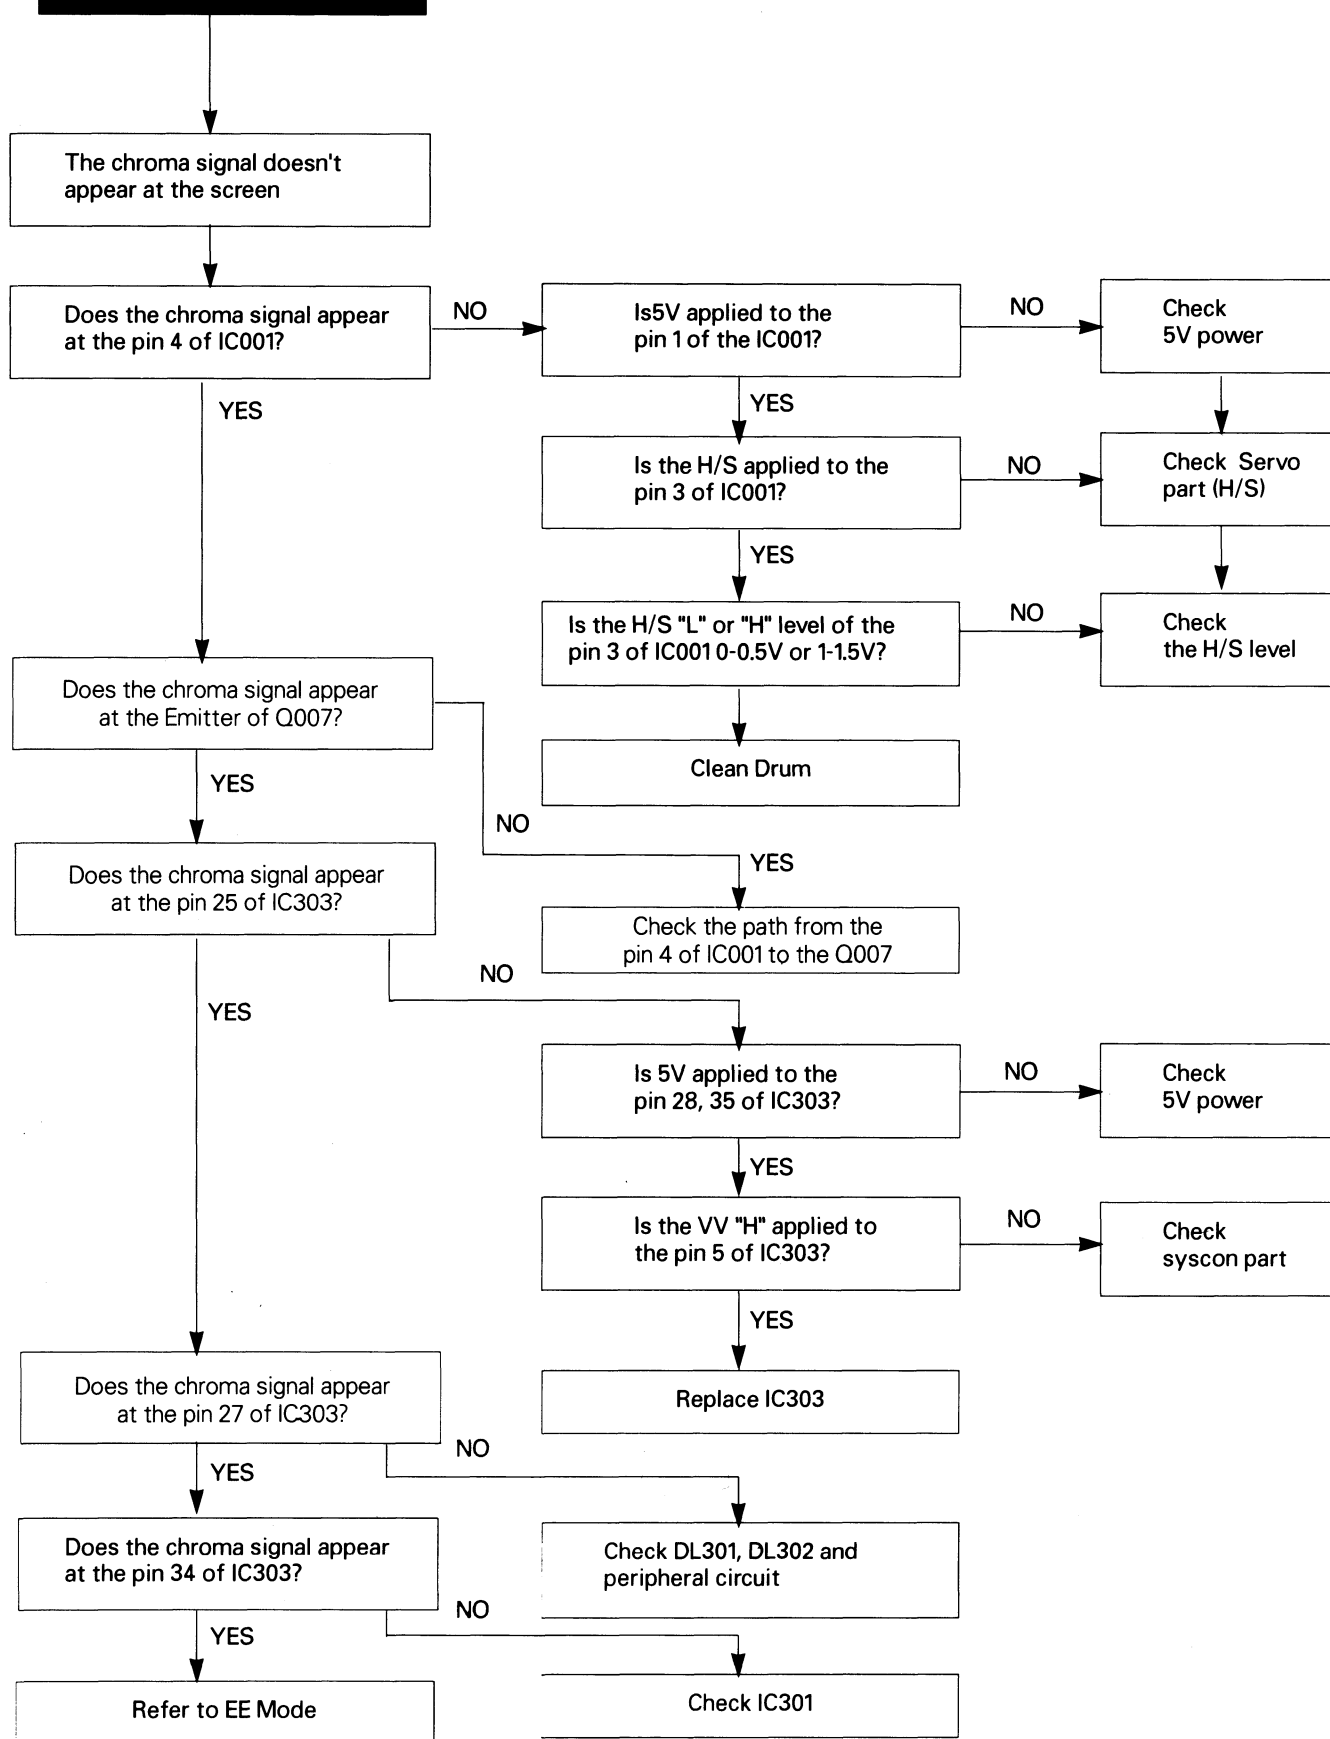 The chroma signal doesn't
appear at the screen
Does the chroma signal appear
at the pin 4 of IC001?
NO
Is5V applied to the
pin 1 of the IC001?
NO
Check
5V power
YES
YES
Is the H/S applied to the
pin 3 of IC001?
NO
Check Servo
part (H/S)
YES
Is the H/S "L" or "H" level of the
pin 3 of IC001 0-0.5V or 1-1.5V?
NO
Check
the H/S level
Does the chroma signal appear
at the Emitter of Q007?
Clean Drum
YES
NO
YES
Does the chroma signal appear
at the pin 25 of IC303?
Check the path from the
pin 4 of IC001 to the Q007
NO
YES
Is 5V applied to the
pin 28, 35 of IC303?
NO
Check
5V power
YES
Is the VV "H" applied to
the pin 5 of IC303?
NO
Check
syscon part
YES
Does the chroma signal appear
at the pin 27 of IC303?
Replace IC303
NO
YES
Does the chroma signal appear
at the pin 34 of IC303?
Check DL301, DL302 and
peripheral circuit
NO
YES
Refer to EE Mode
Check IC301